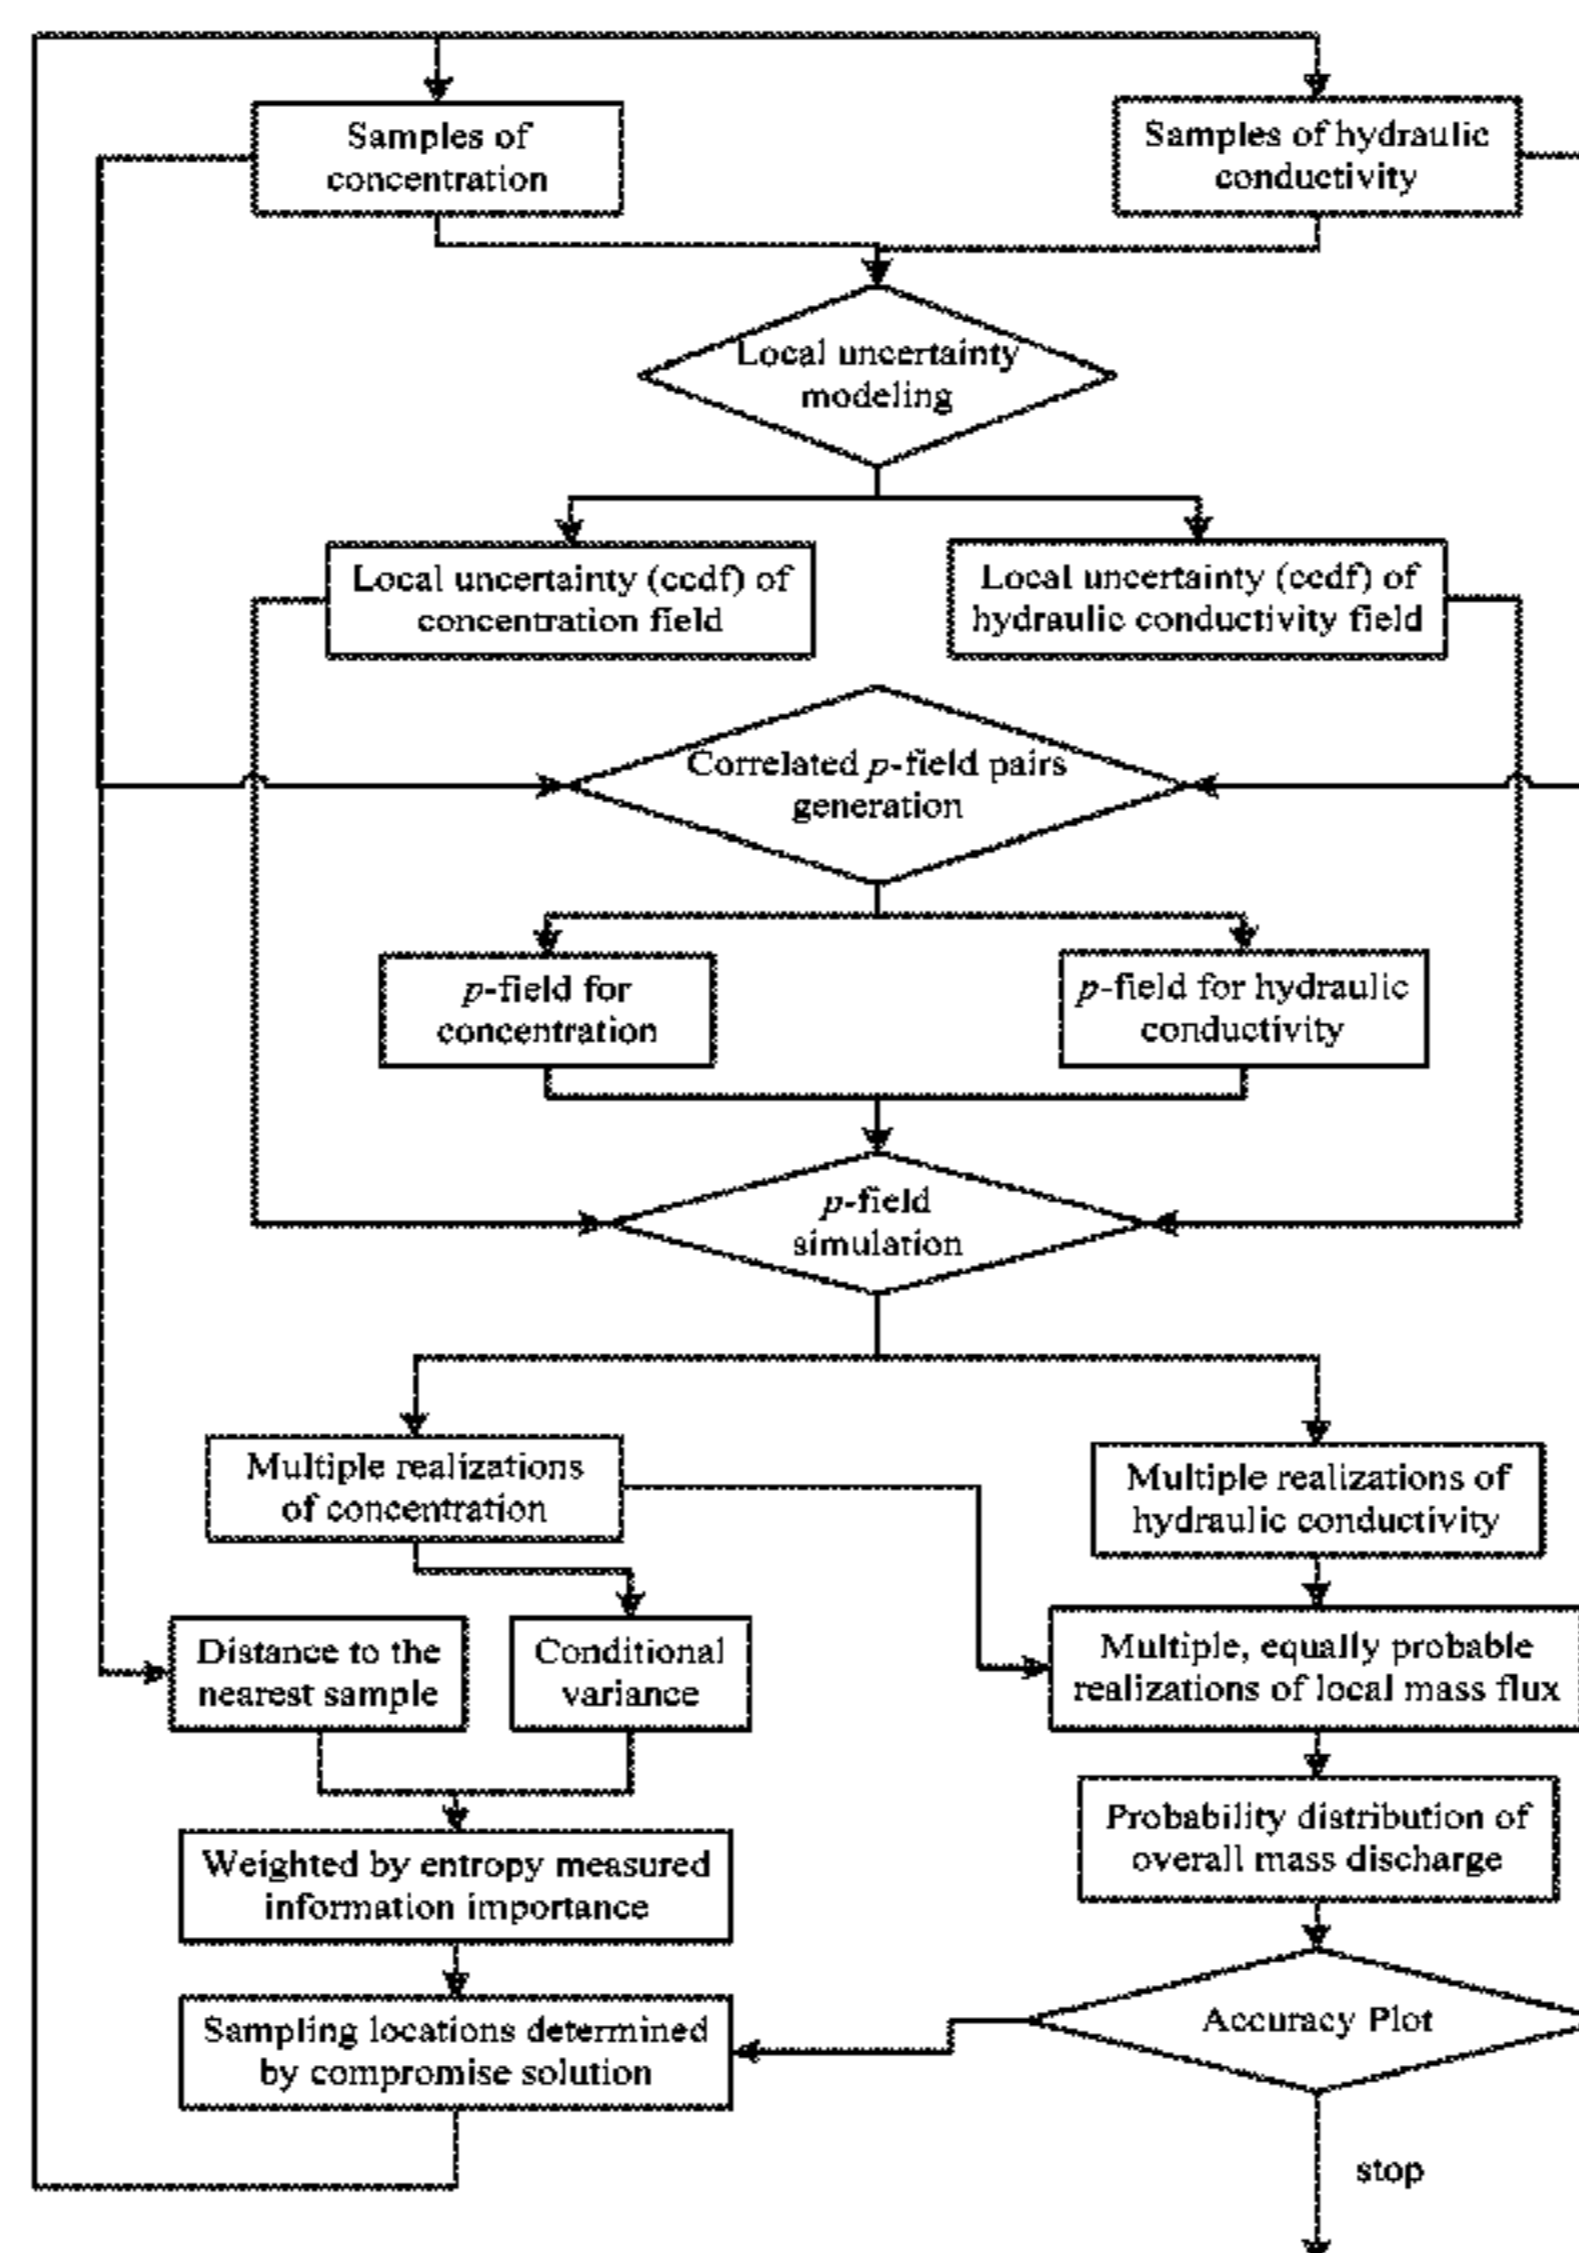 Samples of
concentration
Samples of hydraulic
conductivity
Local uncertainty
modeling
Local uncertainty (ccdf) of
concentration field
Local uncertainty (ccdf) of
hydraulic conductivity field
Correlated p-field pairs
generation
p-field for
concentration
p-field for hydraulic
conductivity
p-field
simulation
Multiple realizations
of concentration
Multiple realizations of
hydraulic conductivity
Distance to the
nearest sample
Conditional
variance
Multiple, equally probable
realizations of local mass flux
Probability distribution of
overall mass discharge
Weighted by entropy measured
information importance
Sampling locations determined
by compromise solution
Accuracy Plot
stop